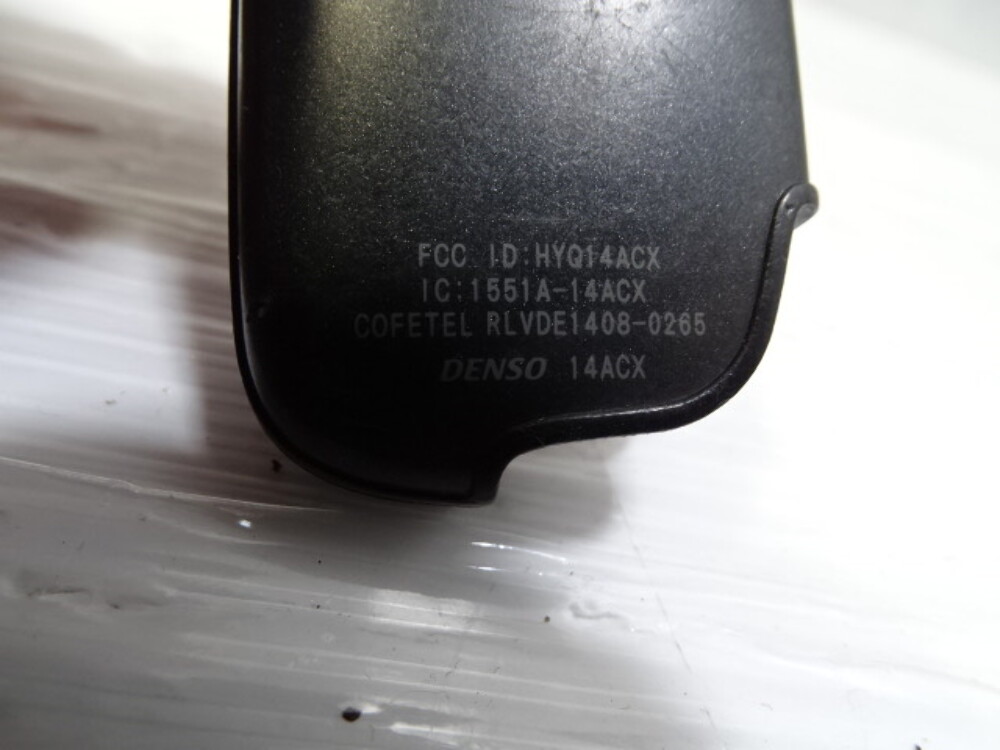 FCC ID:HYQ14ACX
IC:1551A-14ACX
COFETEL RLVDE1408-0265
DENSO 14ACX